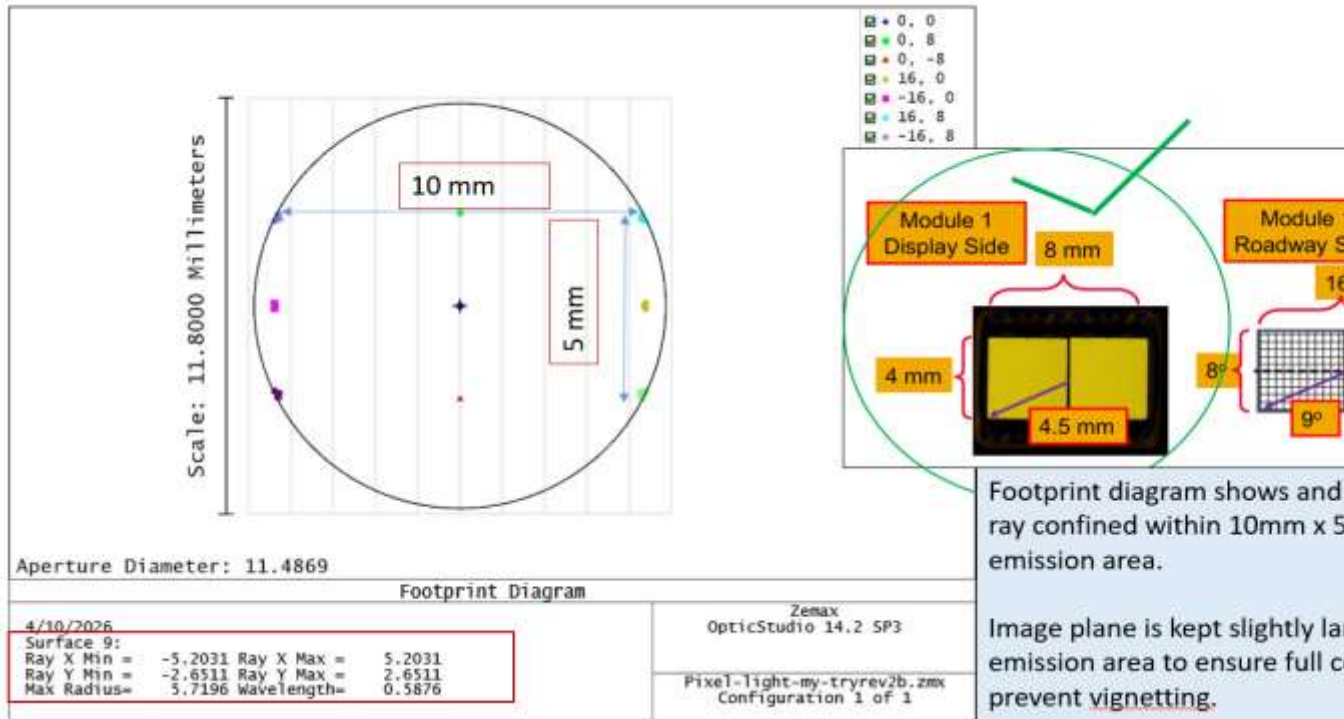 0, 0
0, 8
0, -8
16, 0
-16, 0
16, 8
-16, 8
Scale: 11.8000 Millimeters
10 mm
5 mm
Aperture Diameter: 11.4869
Footprint Diagram
4/10/2026
Surface 9:
Ray X Min = -5.2031 Ray X Max = 5.2031
Ray Y Min = -2.6511 Ray Y Max = 2.6511
Max Radius= 5.7196 Wavelength= 0.5876
Zemax
OpticStudio 14.2 SP3
Pixel-light-my-tryrev2b.zmx
Configuration 1 of 1
Module 1
Display Side
8 mm
4 mm
4.5 mm
Module
Roadway S
16
8º
9º
Footprint diagram shows and
ray confined within 10mm x 5
emission area.
Image plane is kept slightly la
emission area to ensure full c
prevent vignetting.